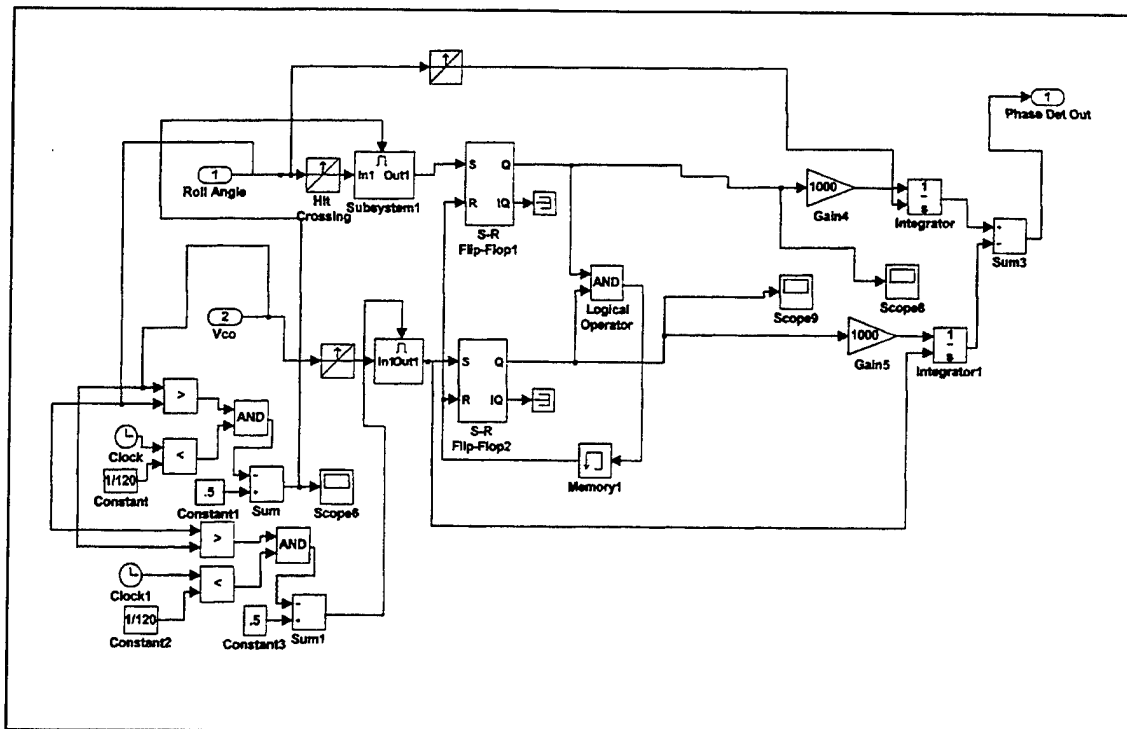 1
Phase Det Out
1
Roll Angle
Hit
Crossing
In1 Out1
Subsystem1
S Q
R !Q
S-R
Flip-Flop1
1000
Gain4
1
s
Integrator
Sum3
AND
Logical
Operator
Scope9
Scope8
2
Vco
In1Out1
S Q
R !Q
S-R
Flip-Flop2
1000
Gain5
1
s
Integrator1
Memory1
>
AND
Clock
<
1/120
Constant
.5
Constant1
Sum
Scope6
>
AND
Clock1
<
1/120
Constant2
.5
Constant3
Sum1